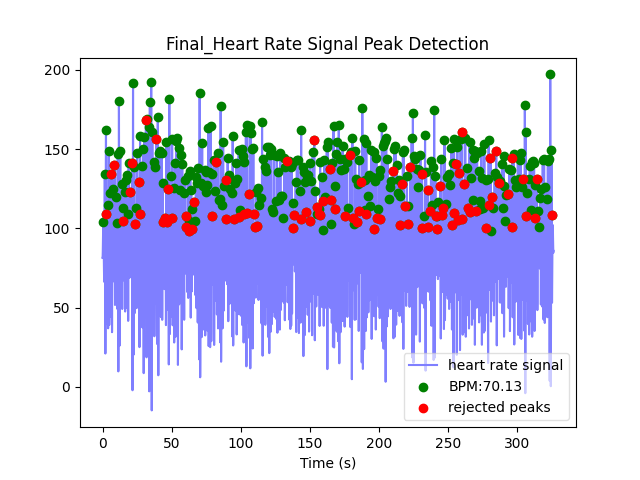 Final_Heart Rate Signal Peak Detection
200
150
100
50
0
heart rate signal
BPM:70.13
rejected peaks
0 50 100 150 200 250 300
Time (s)